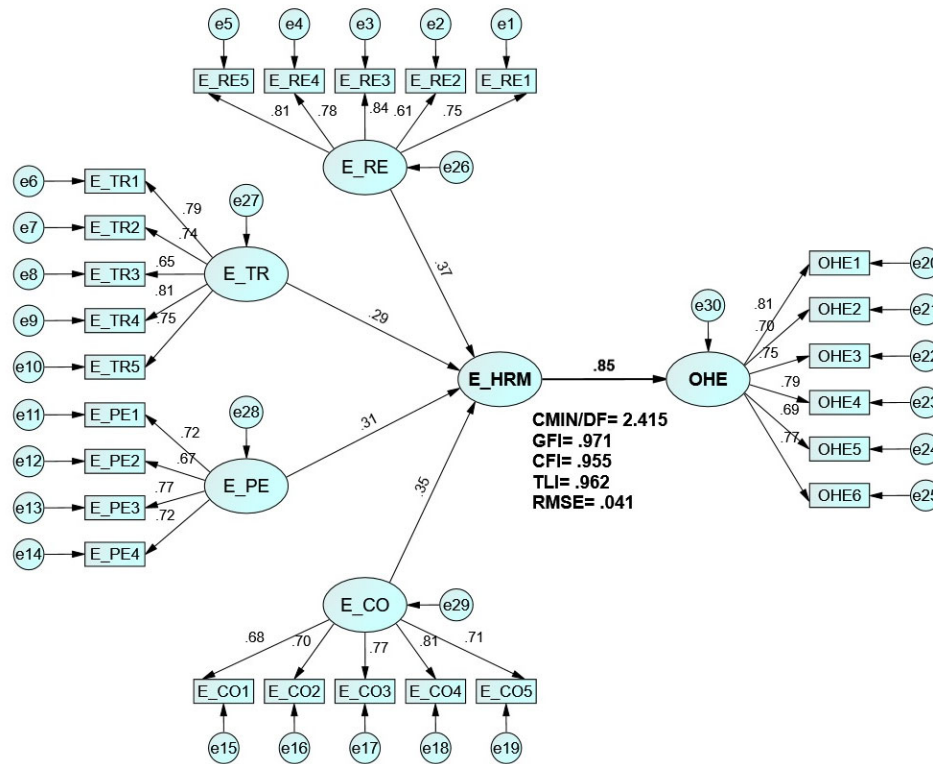 e5 e4 e3 e2 e1
E_RE5 E_RE4 E_RE3 E_RE2 E_RE1
.81 .78 .84 .61 .75
E_RE e26
e6 E_TR1
e7 E_TR2
e8 E_TR3
e9 E_TR4
e10 E_TR5
.79
.74
.65
.81
.75
e27
E_TR
.37
.29
e11 E_PE1
e12 E_PE2
e13 E_PE3
e14 E_PE4
.72
.67
.77
.72
e28
E_PE
.31
.35
E_HRM
.85
CMIN/DF= 2.415
GFI= .971
CFI= .955
TLI= .962
RMSE= .041
e30
OHE
.81
.70
.75
.79
.69
.77
OHE1 e20
OHE2 e21
OHE3 e22
OHE4 e23
OHE5 e24
OHE6 e25
E_CO e29
.68 .70 .77 .81 .71
E_CO1 E_CO2 E_CO3 E_CO4 E_CO5
e15 e16 e17 e18 e19